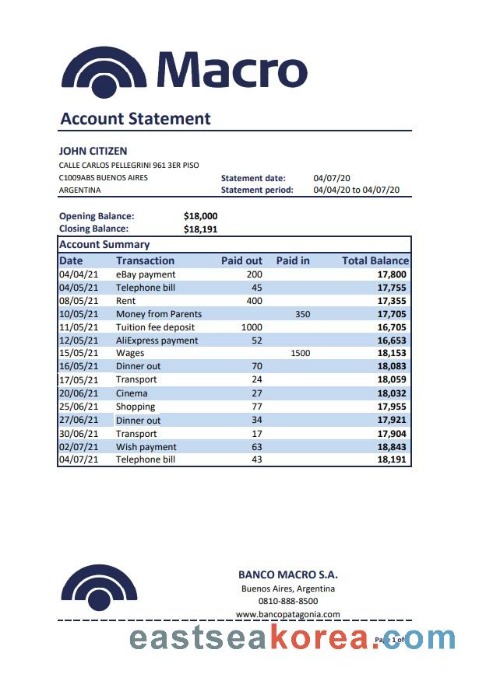 Macro
Account Statement
JOHN CITIZEN
CALLE CARLOS PELLEGRINI 961 3ER PISO
C1009ABS BUENOS AIRES Statement date: 04/07/20
ARGENTINA Statement period: 04/04/20 to 04/07/20
Opening Balance: $18,000
Closing Balance: $18,191
Account Summary
Date Transaction Paid out Paid in Total Balance
04/04/21 eBay payment 200 17,800
04/05/21 Telephone bill 45 17,755
08/05/21 Rent 400 17,355
10/05/21 Money from Parents 350 17,705
11/05/21 Tuition fee deposit 1000 16,705
12/05/21 AliExpress payment 52 16,653
15/05/21 Wages 1500 18,153
16/05/21 Dinner out 70 18,083
17/05/21 Transport 24 18,059
20/06/21 Cinema 27 18,032
25/06/21 Shopping 77 17,955
27/06/21 Dinner out 34 17,921
30/06/21 Transport 17 17,904
02/07/21 Wish payment 63 18,843
04/07/21 Telephone bill 43 18,191
BANCO MACRO S.A.
Buenos Aires, Argentina
0810-888-8500
www.bancopatagonia.com
eastseakorea.com